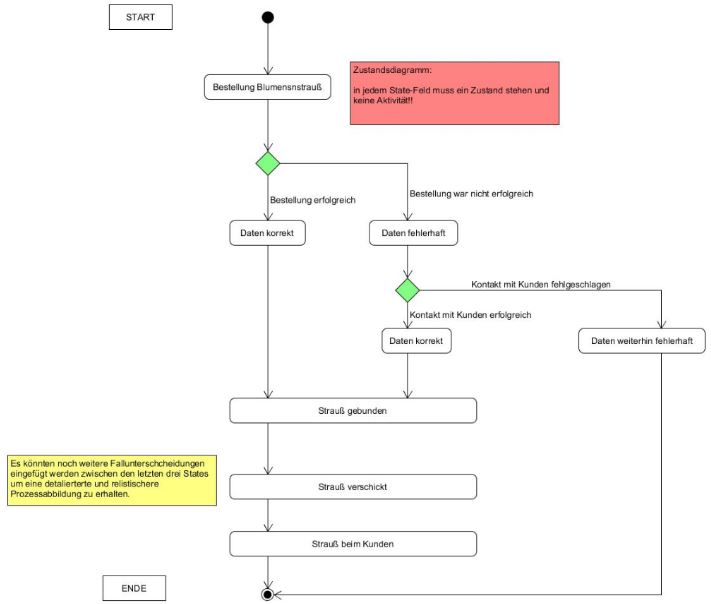 START
Bestellung Blumensnstrauß
Zustandsdiagramm:
in jedem State-Feld muss ein Zustand stehen und
keine Aktivität!!
Bestellung erfolgreich
Bestellung war nicht erfolgreich
Daten korrekt
Daten fehlerhaft
Kontakt mit Kunden fehlgeschlagen
Kontakt mit Kunden erfolgreich
Daten korrekt
Daten weiterhin fehlerhaft
Strauß gebunden
Es könnten noch weitere Fallunterschcheidungen
eingefügt werden zwischen den letzten drei States
um eine detalierterte und relistischere
Prozessabbildung zu erhalten.
Strauß verschickt
Strauß beim Kunden
ENDE